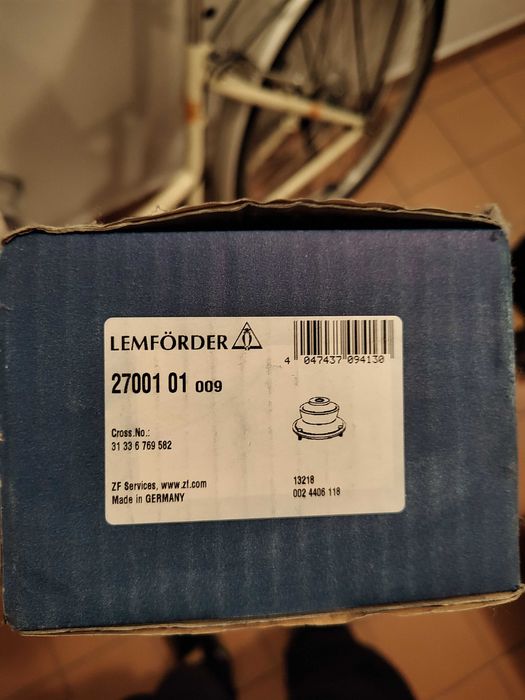 LEMFÖRDER
4 047437 094130
27001 01 009
Cross.No.:
31 33 6 769 582
ZF Services, www.zf.com
Made in GERMANY
13218
002 4406 118